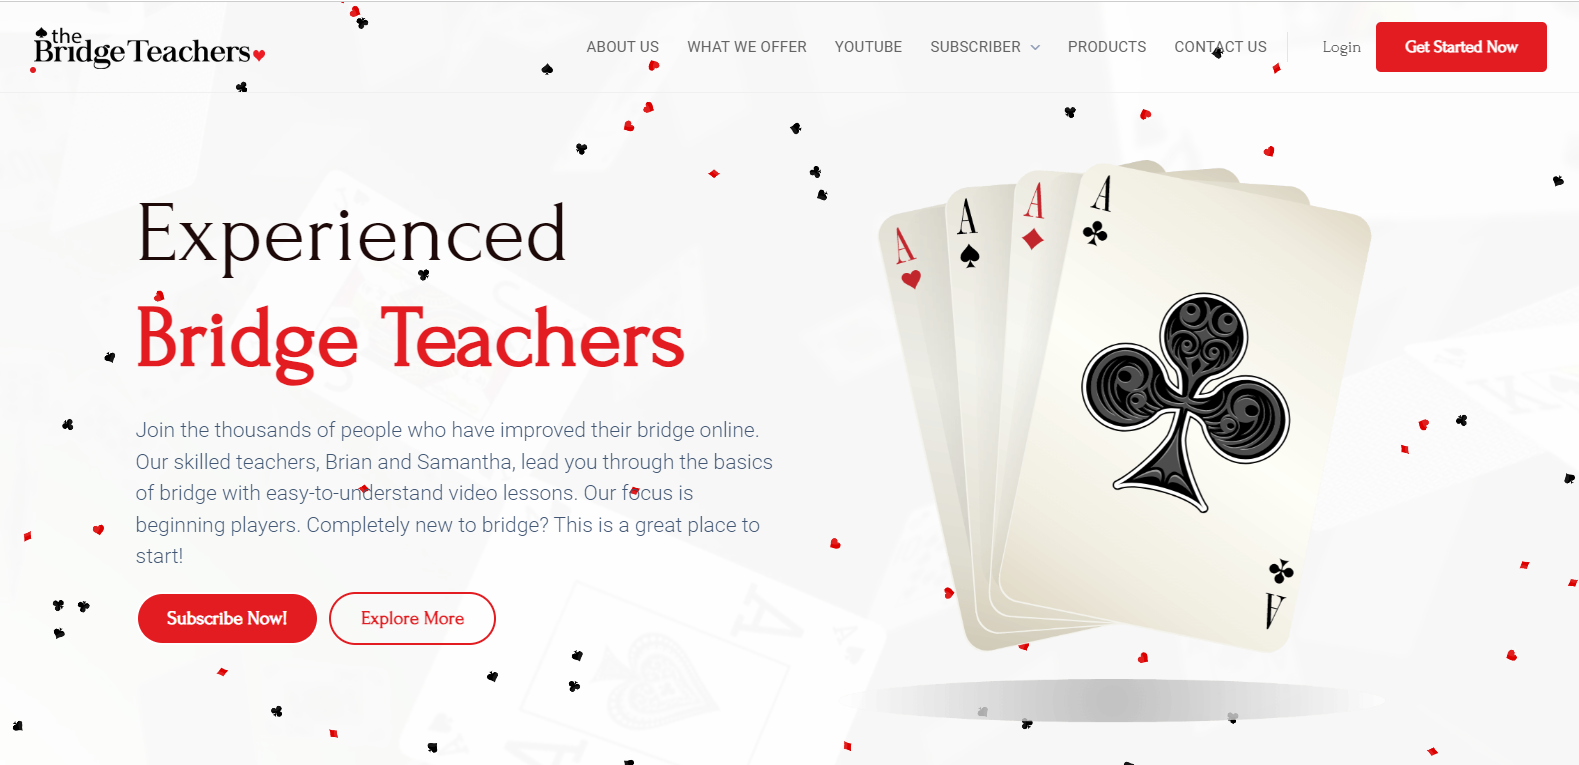 the
Bridge Teachers
ABOUT US
WHAT WE OFFER
YOUTUBE
SUBSCRIBER
PRODUCTS
CONTACT US
Login
Get Started Now
Experienced
Bridge Teachers
Join the thousands of people who have improved their bridge online.
Our skilled teachers, Brian and Samantha, lead you through the basics
of bridge with easy-to-understand video lessons. Our focus is
beginning players. Completely new to bridge? This is a great place to
start!
Subscribe Now!
Explore More
A
A
A
A
A